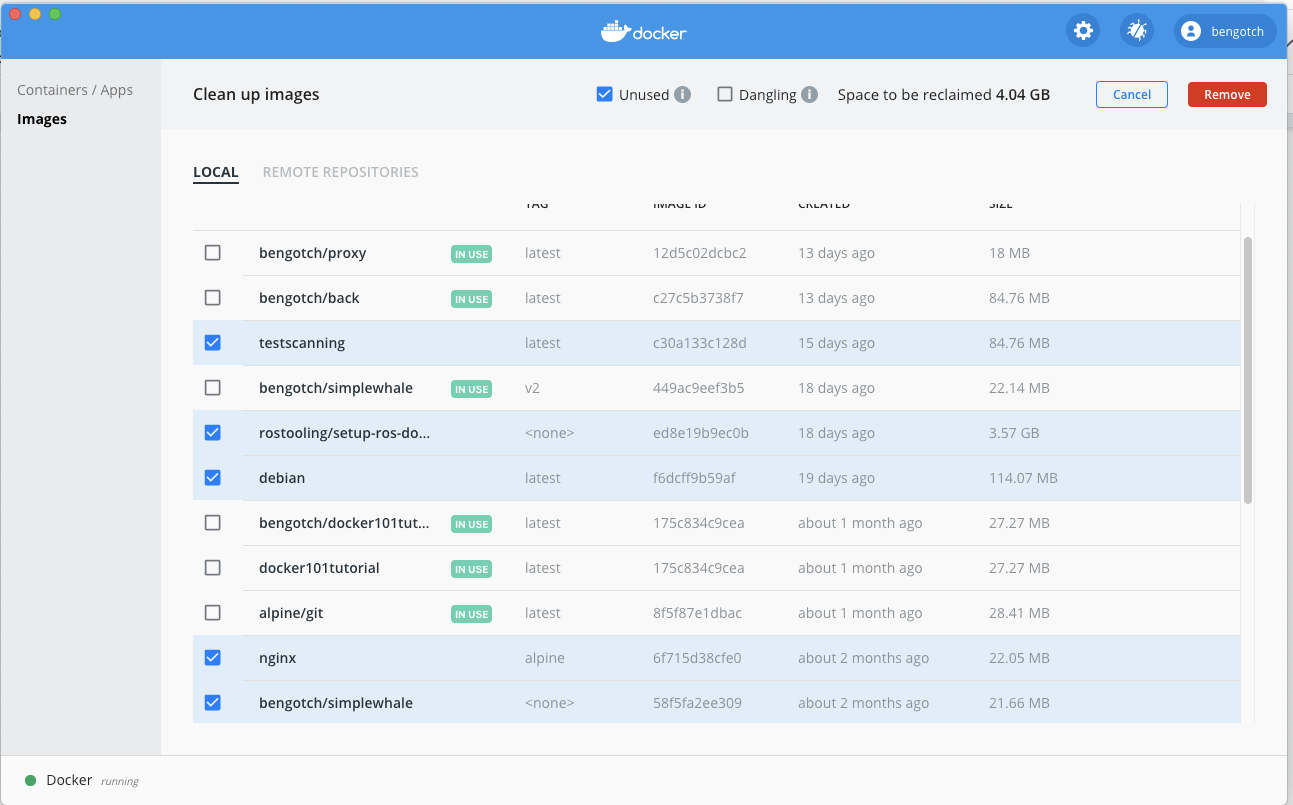 docker
bengotch
Containers / Apps
Images
Clean up images
Unused
Dangling
Space to be reclaimed 4.04 GB
Cancel
Remove
LOCAL REMOTE REPOSITORIES
TAG IMAGE ID CREATED SIZE
bengotch/proxy IN USE latest 12d5c02dcbc2 13 days ago 18 MB
bengotch/back IN USE latest c27c5b3738f7 13 days ago 84.76 MB
testscanning latest c30a133c128d 15 days ago 84.76 MB
bengotch/simplewhale IN USE v2 449ac9eef3b5 18 days ago 22.14 MB
rostooling/setup-ros-do... <none> ed8e19b9ec0b 18 days ago 3.57 GB
debian latest f6dcff9b59af 19 days ago 114.07 MB
bengotch/docker101tut... IN USE latest 175c834c9cea about 1 month ago 27.27 MB
docker101tutorial IN USE latest 175c834c9cea about 1 month ago 27.27 MB
alpine/git IN USE latest 8f5f87e1dbac about 1 month ago 28.41 MB
nginx alpine 6f715d38cfe0 about 2 months ago 22.05 MB
bengotch/simplewhale <none> 58f5fa2ee309 about 2 months ago 21.66 MB
Docker running